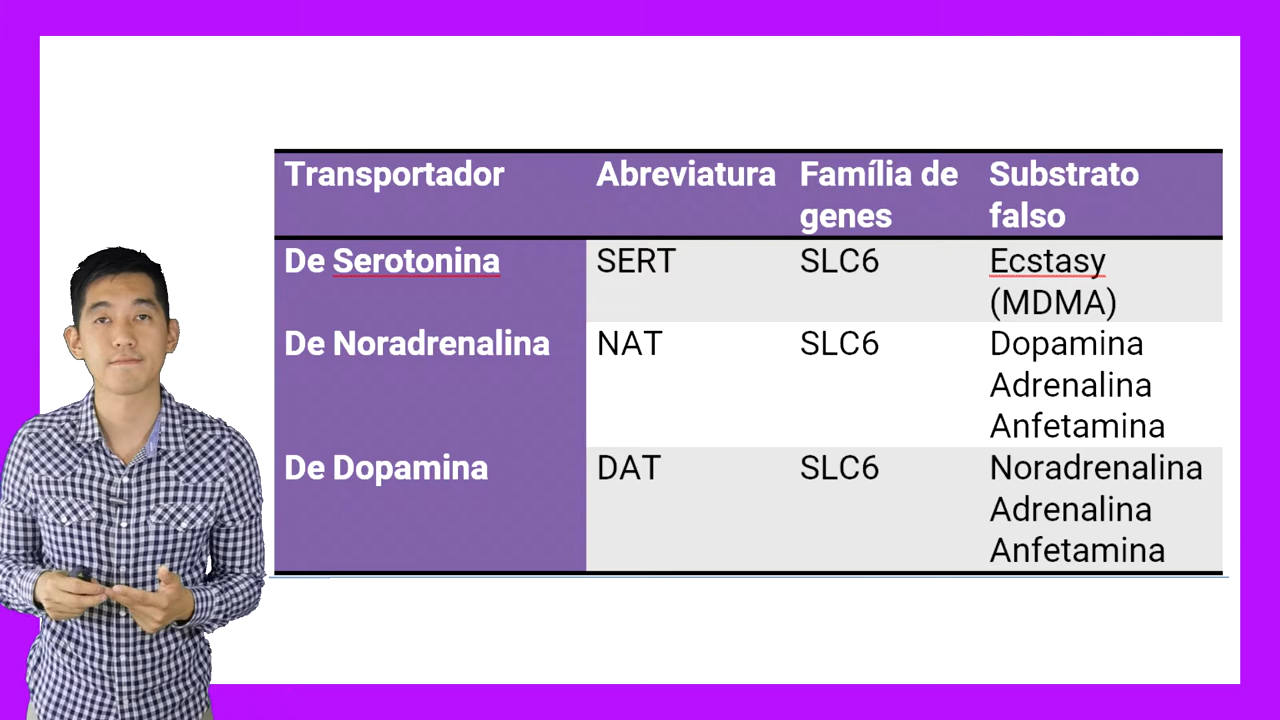 Transportador Abreviatura Família de genes Substrato falso
De Serotonina SERT SLC6 Ecstasy (MDMA)
De Noradrenalina NAT SLC6 Dopamina
Adrenalina
Anfetamina
De Dopamina DAT SLC6 Noradrenalina
Adrenalina
Anfetamina